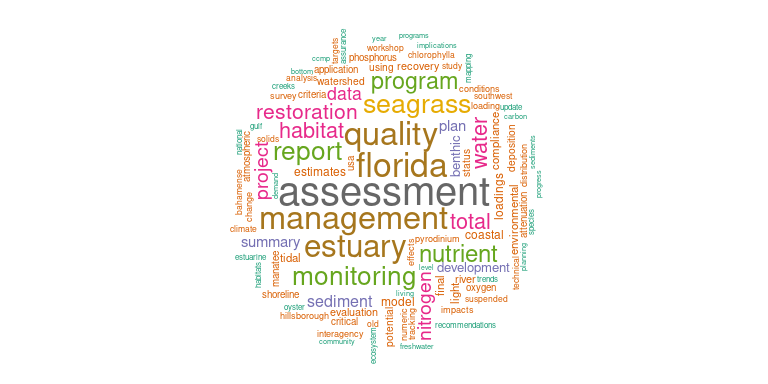 year
programs
assurance
targets
workshop
implications
ccmp
phosphorus
chlorophylla
bottom
application
using
recovery
study
mapping
analysis
watershed
program
conditions
creeks
data
southwest
survey
criteria
seagrass
loading
update
restoration
carbon
gulf
habitat
quality
plan
water
compliance
national
solids
atmospheric
project
report
usa
florida
benthic
status
deposition
sediments
estimates
distribution
demand
assessment
loadings
progress
bahamense
change
management
total
environmental
attenuation
species
climate
summary
estuary
effects
pyrodinium
coastal
estuarine
tidal
nutrient
planning
habitats
manatee
monitoring
level
development
technical
living
nitrogen
final
light
river
trends
oxygen
shoreline
sediment
model
suspended
oyster
hillsborough
evaluation
potential
numeric
tracking
impacts
critical
old
recommendations
interagency
ecosystem
community
freshwater